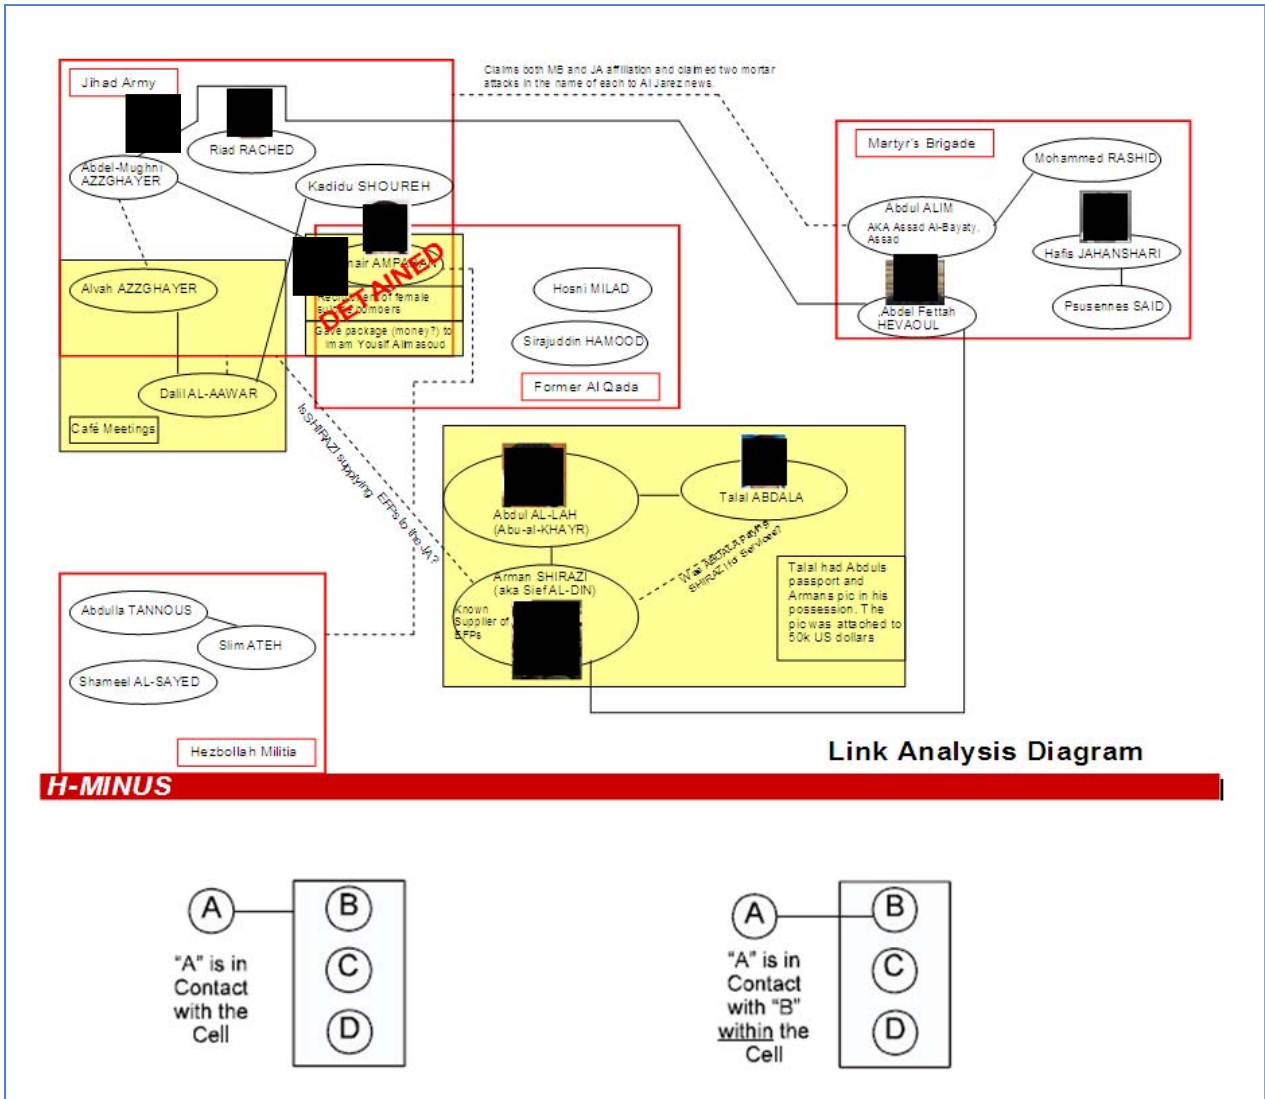 Claims both MB and JA affiliation and claimed two mortar
attacks in the name of each to Al Jarez news.
Jihad Army
Riad RACHED
Abdel-Mughni
AZZGHAYER
Kadidu SHOUREH
DETAINED
of female
Gave package (money?) to
Imam Yousif Almasoud
Alvah AZZGHAYER
Dalil AL-AAWAR
Café Meetings
Hosni MILAD
Sirajuddin HAMOOD
Former Al Qada
Martyr's Brigade
Mohammed RASHID
Abdul ALIM
AKA Assad Al-Bayaty,
Assad
Hafis JAHANSHARI
Psusennes SAID
,Abdel Fettah
HEVAOUL
Is SHIRAZI supplying EFPs to the JA?
Abdul AL-LAH
(Abu-al-KHAYR)
Talal ABDALA
Was ABDALA Paying
SHIRAZI for Services?
Arman SHIRAZI
(aka Sief AL-DIN)
Known
Supplier of
EFPs
Talal had Abduls
passport and
Armans pic in his
possession. The
pic was attached to
50k US dollars
Abdulla TANNOUS
Slim ATEH
Shameel AL-SAYED
Hezbollah Militia
Link Analysis Diagram
H-MINUS
A
B
C
D
"A" is in
Contact
with the
Cell
A
B
C
D
"A" is in
Contact
with "B"
within the
Cell